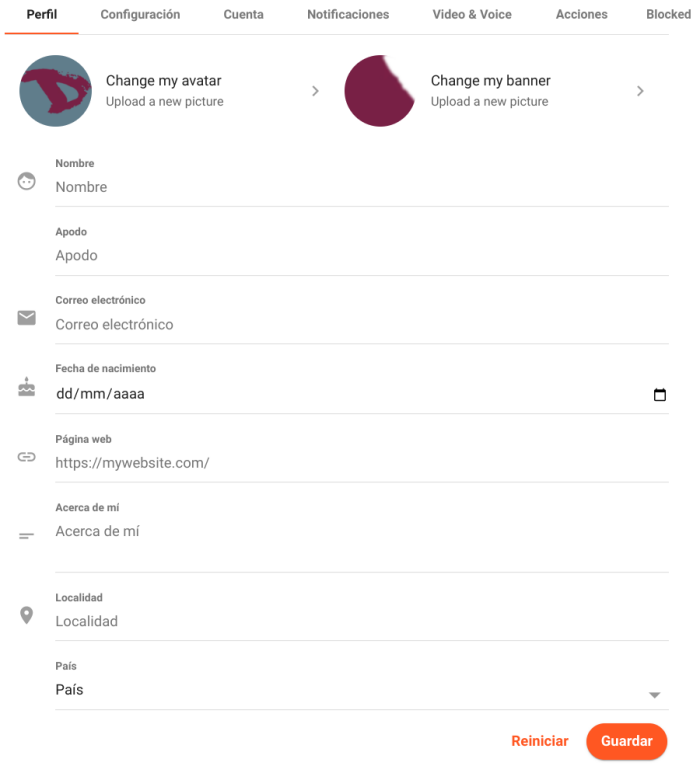 Perfil Configuración Cuenta Notificaciones Video & Voice Acciones Blocked
Change my avatar
Upload a new picture
Change my banner
Upload a new picture
Nombre
Nombre
Apodo
Apodo
Correo electrónico
Correo electrónico
Fecha de nacimiento
dd/mm/aaaa
Página web
https://mywebsite.com/
Acerca de mí
Acerca de mí
Localidad
Localidad
País
País
Reiniciar Guardar